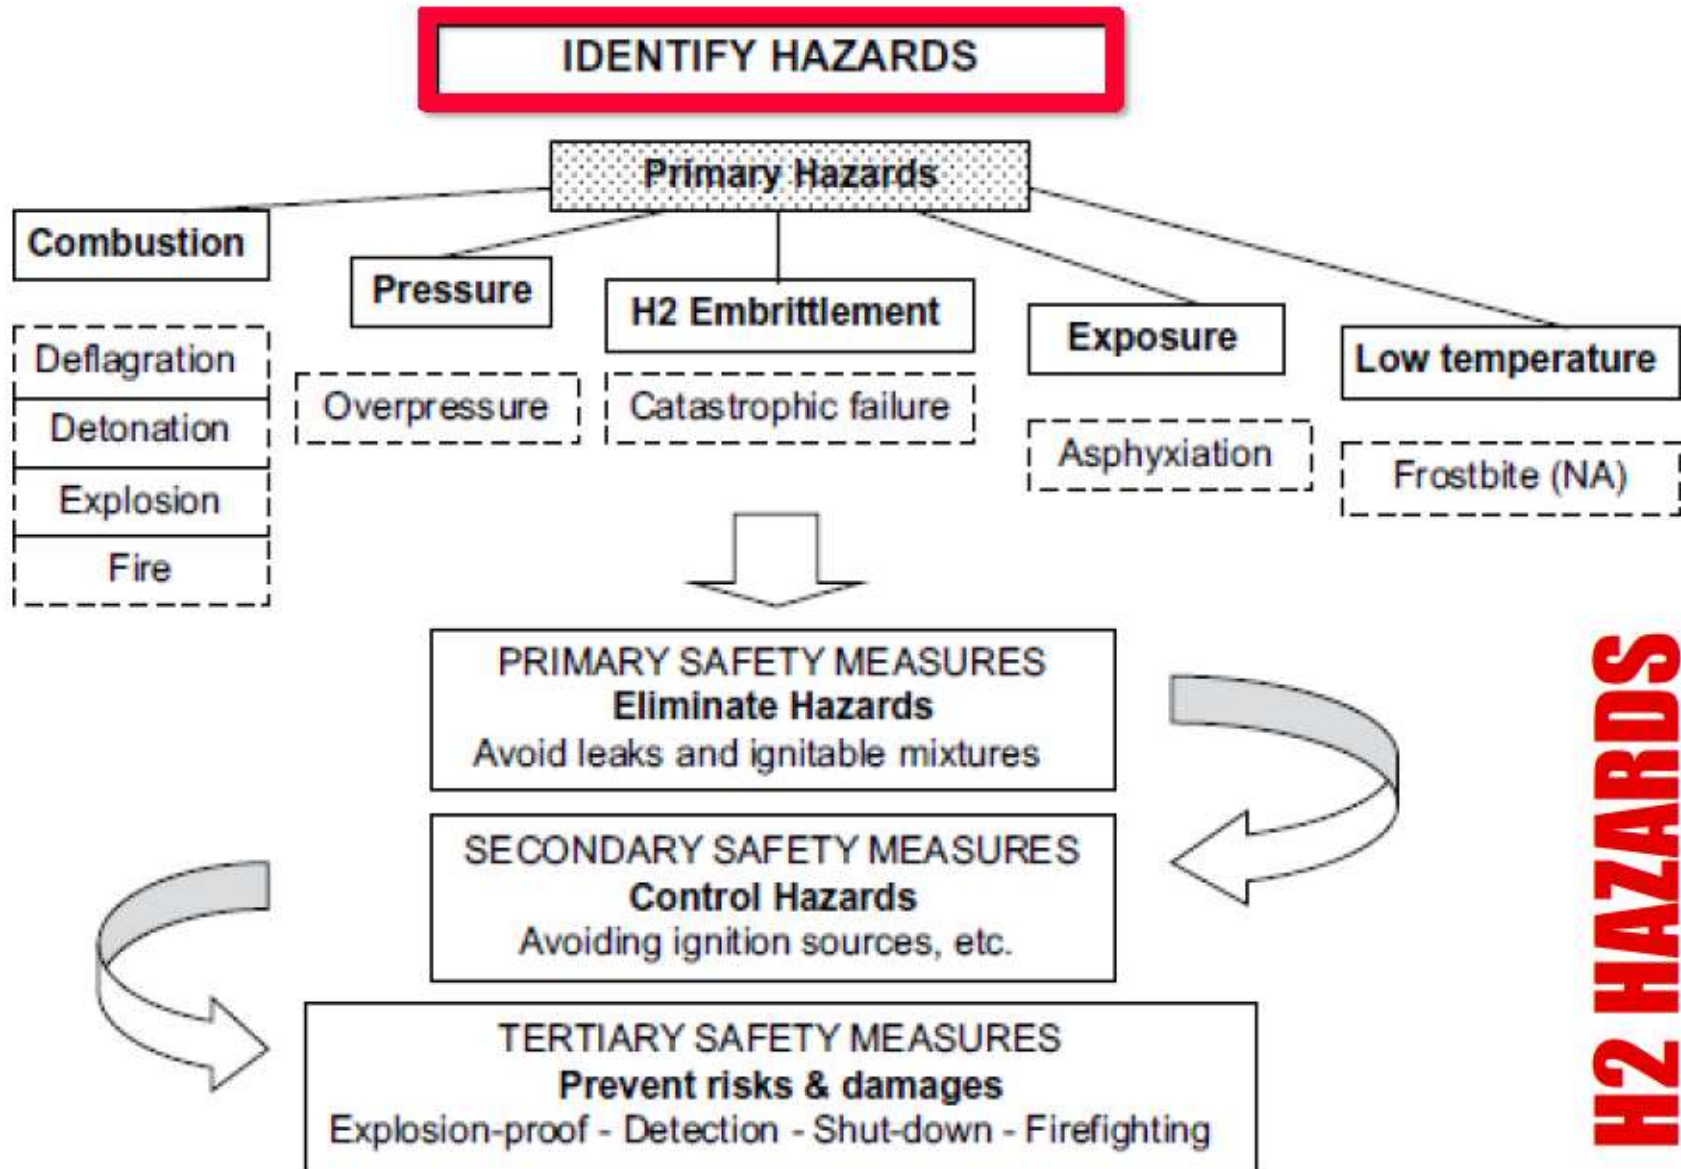 IDENTIFY HAZARDS
Primary Hazards
Combustion
Deflagration
Detonation
Explosion
Fire
Pressure
Overpressure
H2 Embrittlement
Catastrophic failure
Exposure
Asphyxiation
Low temperature
Frostbite (NA)
PRIMARY SAFETY MEASURES
Eliminate Hazards
Avoid leaks and ignitable mixtures
SECONDARY SAFETY MEASURES
Control Hazards
Avoiding ignition sources, etc.
TERTIARY SAFETY MEASURES
Prevent risks & damages
Explosion-proof - Detection - Shut-down - Firefighting
H2 HAZARDS